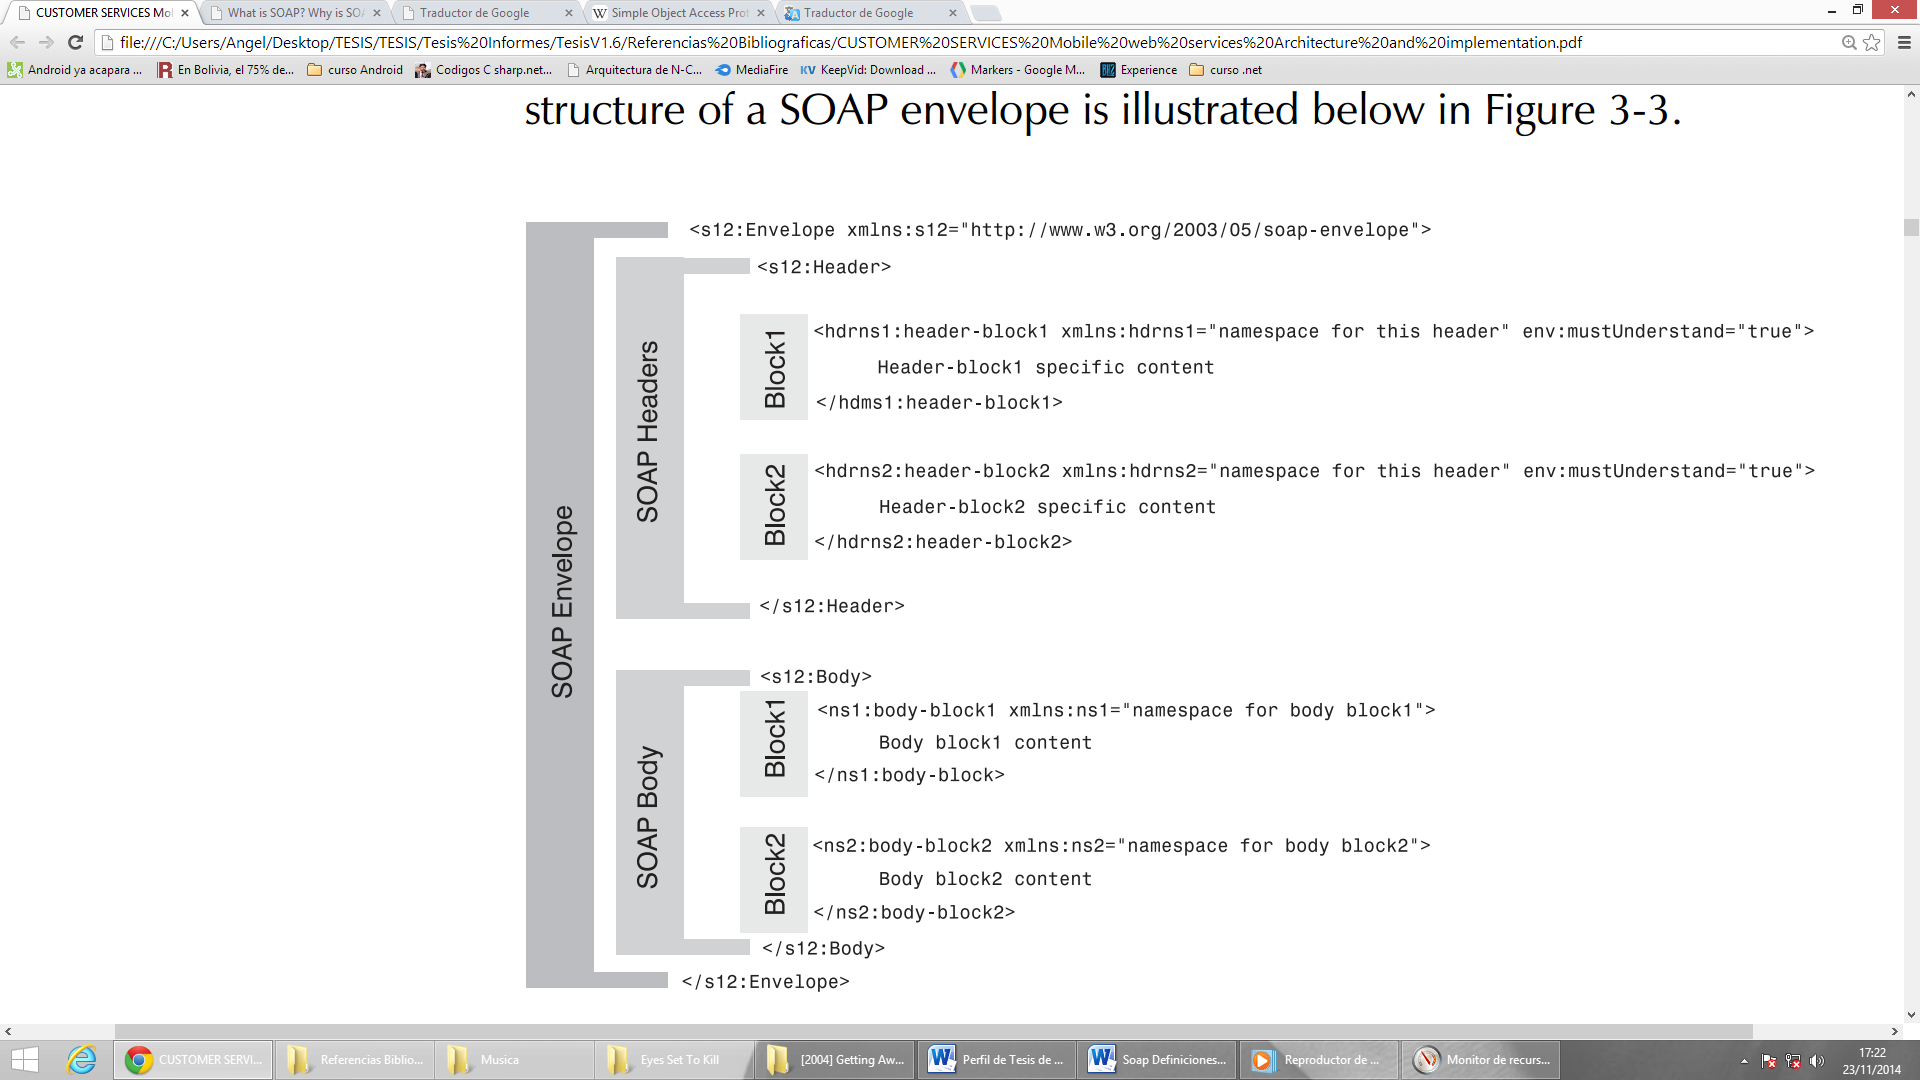 CUSTOMER SERVICES Mo
What is SOAP? Why is SO
Traductor de Google
Simple Object Access Pro
Traductor de Google
file:///C:/Users/Angel/Desktop/TESIS/TESIS/Tesis%20Informes/TesisV1.6/Referencias%20Bibliograficas/CUSTOMER%20SERVICES%20Mobile%20web%20services%20Architecture%20and%20implementation.pdf
Android ya acapara ...
En Bolivia, el 75% de...
curso Android
Codigos C sharp.net...
Arquitectura de N-C...
MediaFire
KV KeepVid: Download ...
Markers - Google M...
Experience
curso .net
structure of a SOAP envelope is illustrated below in Figure 3-3.
SOAP Envelope
<s12:Envelope xmlns:s12="http://www.w3.org/2003/05/soap-envelope">
SOAP Headers
<s12:Header>
Block1
<hdrns1:header-block1 xmlns:hdrns1="namespace for this header" env:mustUnderstand="true">
Header-block1 specific content
</hdms1:header-block1>
Block2
<hdrns2:header-block2 xmlns:hdrns2="namespace for this header" env:mustUnderstand="true">
Header-block2 specific content
</hdrns2:header-block2>
</s12:Header>
SOAP Body
<s12:Body>
Block1
<ns1:body-block1 xmlns:ns1="namespace for body block1">
Body block1 content
</ns1:body-block>
Block2
<ns2:body-block2 xmlns:ns2="namespace for body block2">
Body block2 content
</ns2:body-block2>
</s12:Body>
</s12:Envelope>
CUSTOMER SERVI...
Referencias Biblio...
Musica
Eyes Set To Kill
[2004] Getting Aw...
Perfil de Tesis de ...
Soap Definiciones...
Reproductor de ...
Monitor de recurs...
17:22
23/11/2014